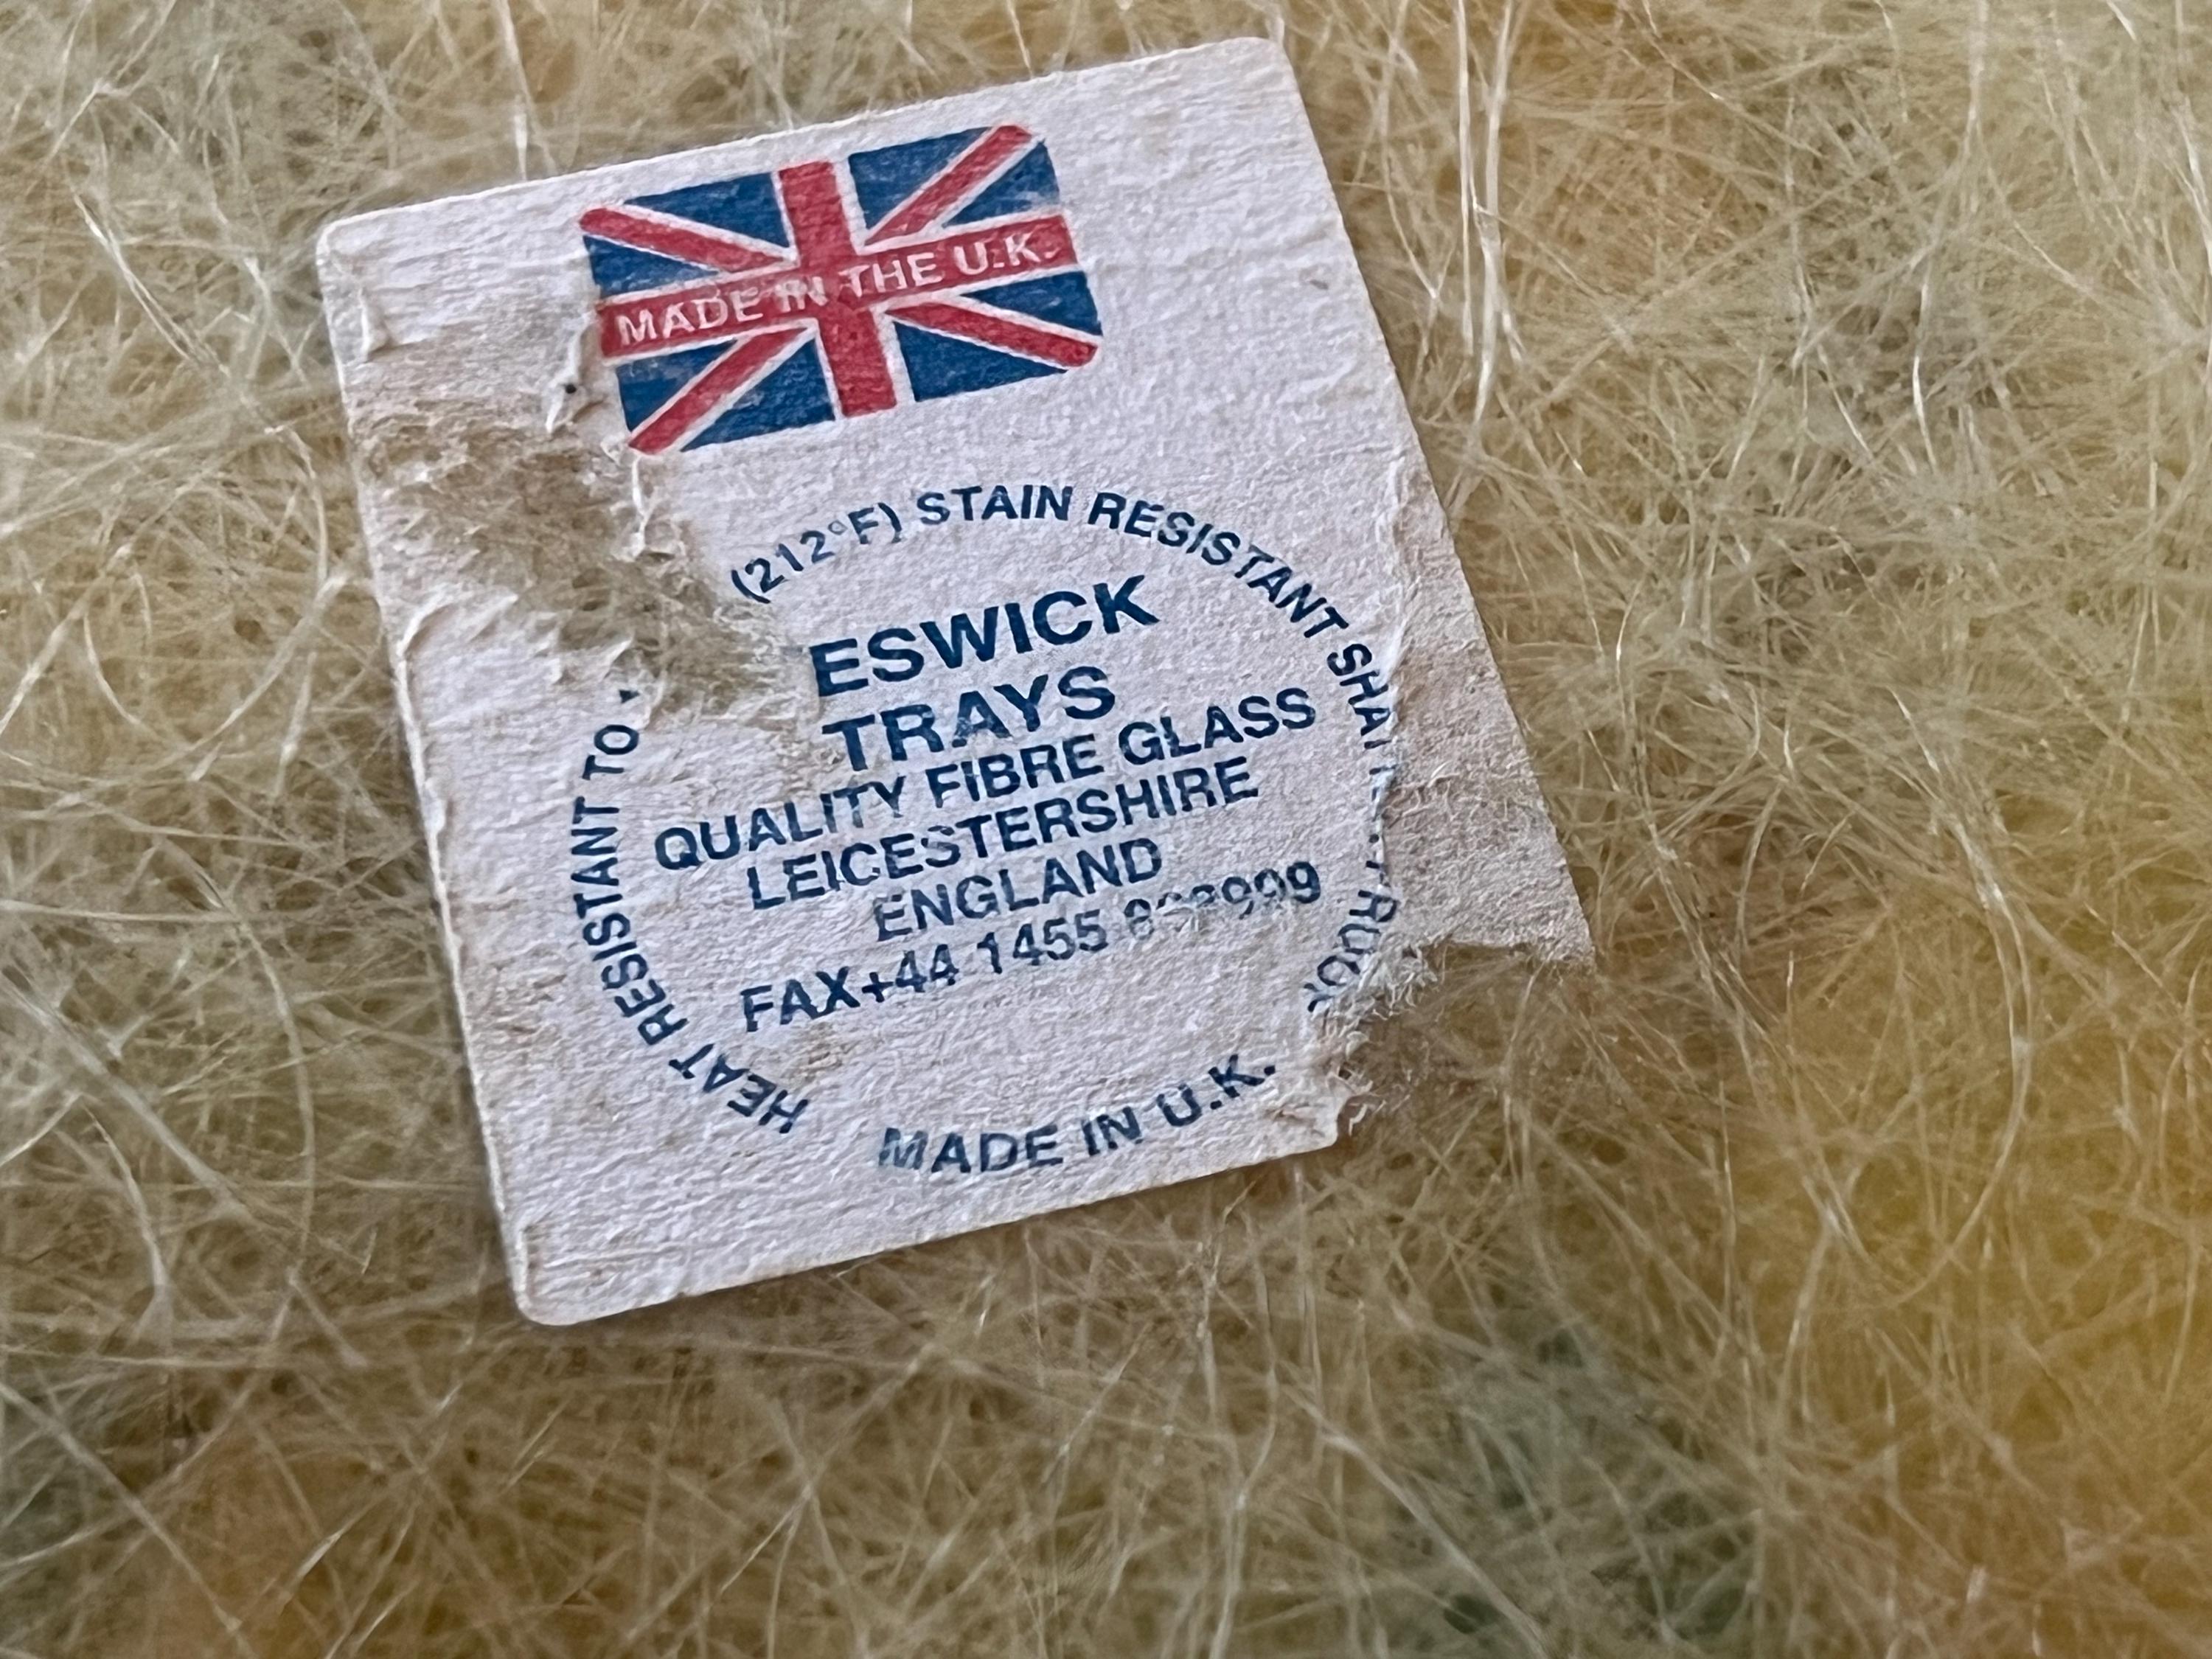 MADE IN THE U.K.
HEAT RESISTANT TO
(212°F) STAIN RESISTANT
ESWICK
TRAYS
QUALITY FIBRE GLASS
LEICESTERSHIRE
ENGLAND
FAX+44 1455
MADE IN U.K.